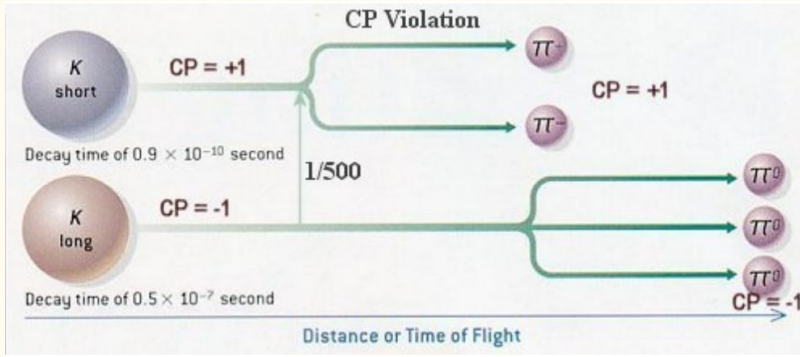 CP Violation
K
short
CP = +1
π-
CP = +1
π-
Decay time of 0.9 × 10⁻¹⁰ second
1/500
K
long
CP = -1
π⁰
π⁰
π⁰
Decay time of 0.5 × 10⁻⁷ second
CP = -1
Distance or Time of Flight